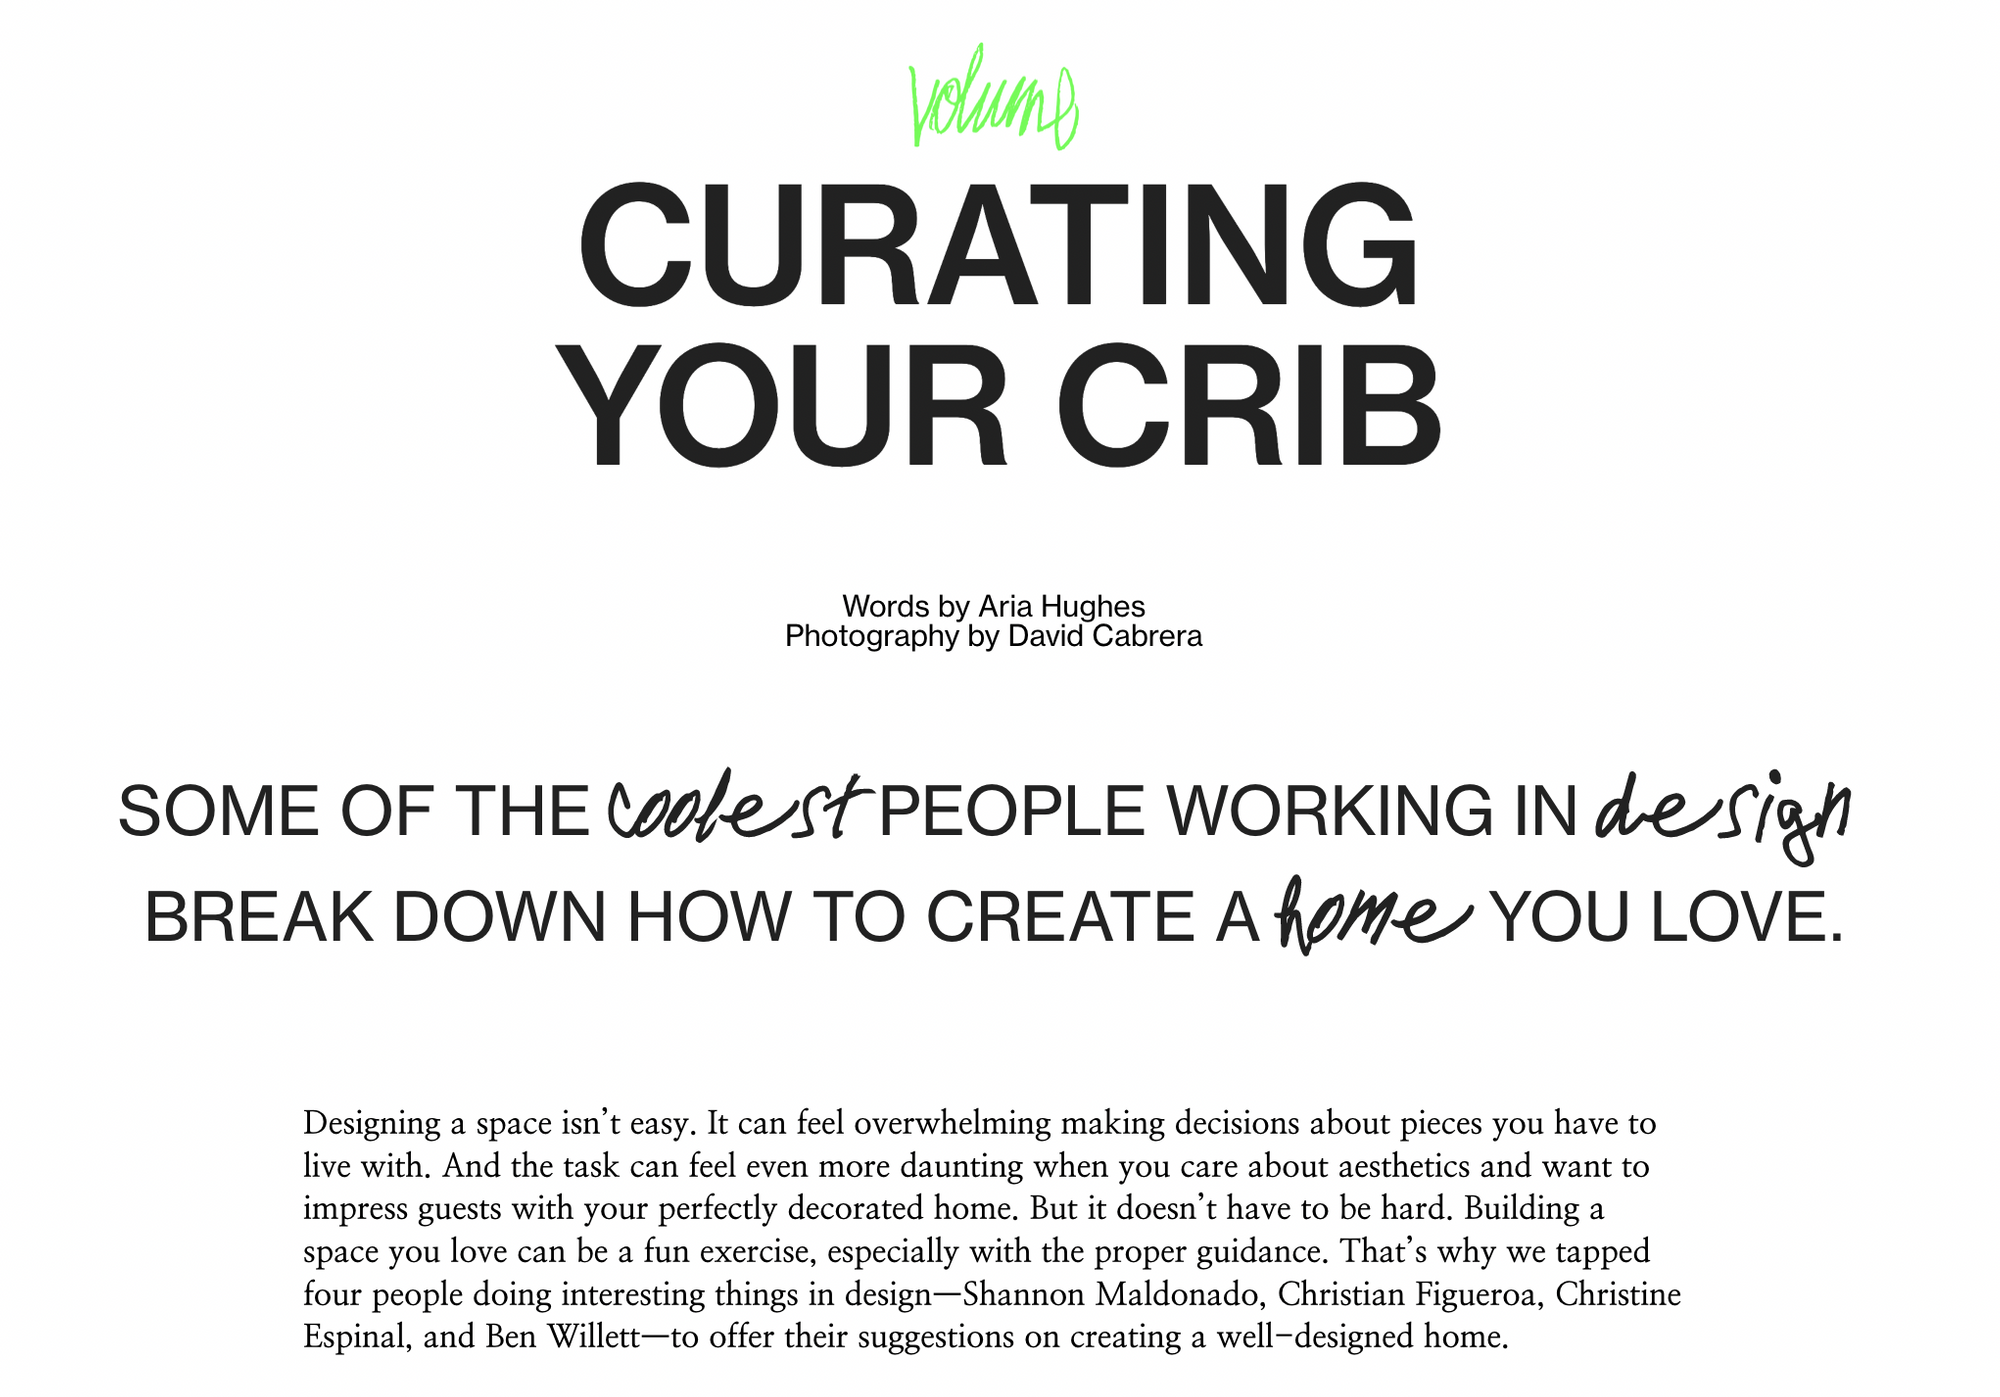 volume
CURATING
YOUR CRIB
Words by Aria Hughes
Photography by David Cabrera
SOME OF THE coolest PEOPLE WORKING IN design
BREAK DOWN HOW TO CREATE A home YOU LOVE.
Designing a space isn’t easy. It can feel overwhelming making decisions about pieces you have to
live with. And the task can feel even more daunting when you care about aesthetics and want to
impress guests with your perfectly decorated home. But it doesn’t have to be hard. Building a
space you love can be a fun exercise, especially with the proper guidance. That’s why we tapped
four people doing interesting things in design—Shannon Maldonado, Christian Figueroa, Christine
Espinal, and Ben Willett—to offer their suggestions on creating a well-designed home.